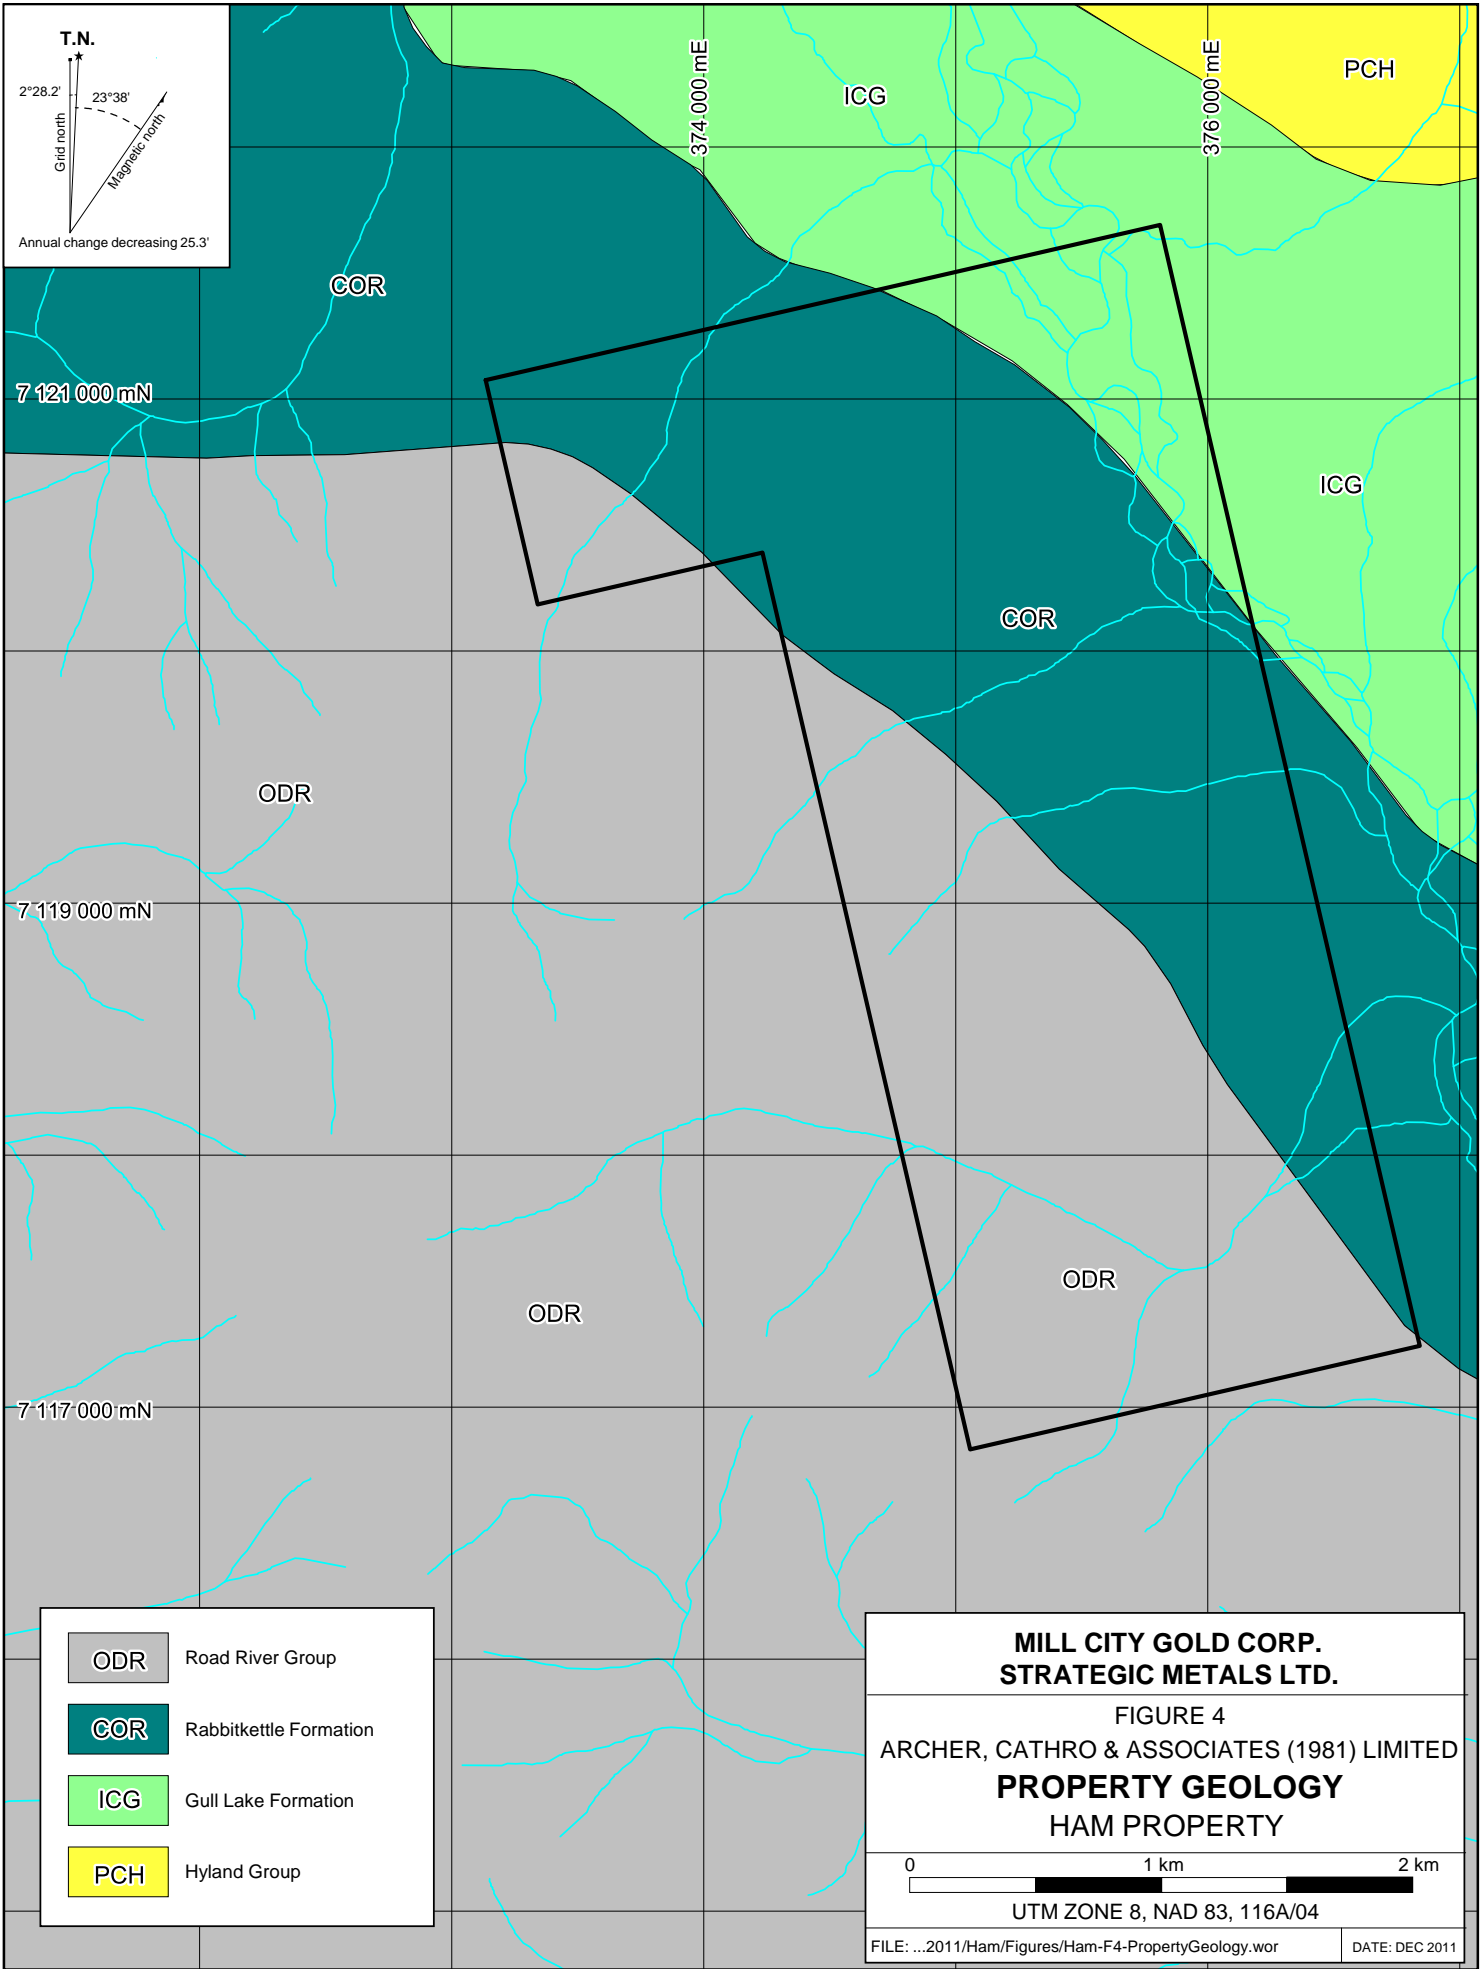 T.N.
2°28.2'
23°38'
Grid north
Magnetic north
Annual change decreasing 25.3'
374 000 mE
376 000 mE
PCH
ICG
COR
7 121 000 mN
ICG
COR
ODR
7 119 000 mN
ODR
ODR
7 117 000 mN
ODR Road River Group
COR Rabbitkettle Formation
ICG Gull Lake Formation
PCH Hyland Group
MILL CITY GOLD CORP.
STRATEGIC METALS LTD.
FIGURE 4
ARCHER, CATHRO & ASSOCIATES (1981) LIMITED
PROPERTY GEOLOGY
HAM PROPERTY
0 1 km 2 km
UTM ZONE 8, NAD 83, 116A/04
FILE: ...2011/Ham/Figures/Ham-F4-PropertyGeology.wor DATE: DEC 2011